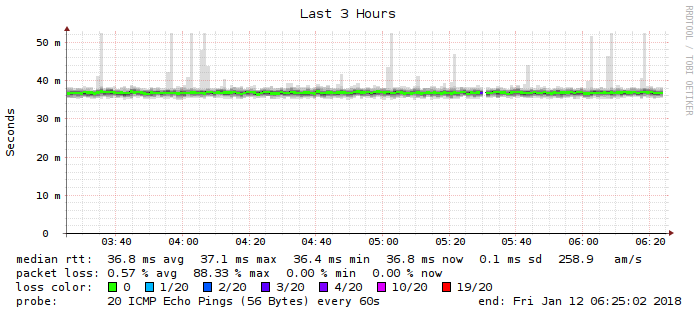 Last 3 Hours
RRDTOOL / TOBI OETIKER
Seconds
50 m
40 m
30 m
20 m
10 m
0
03:40 04:00 04:20 04:40 05:00 05:20 05:40 06:00 06:20
median rtt: 36.8 ms avg 37.1 ms max 36.4 ms min 36.8 ms now 0.1 ms sd 258.9 am/s
packet loss: 0.57 % avg 88.33 % max 0.00 % min 0.00 % now
loss color: 0 1/20 2/20 3/20 4/20 10/20 19/20
probe: 20 ICMP Echo Pings (56 Bytes) every 60s end: Fri Jan 12 06:25:02 2018